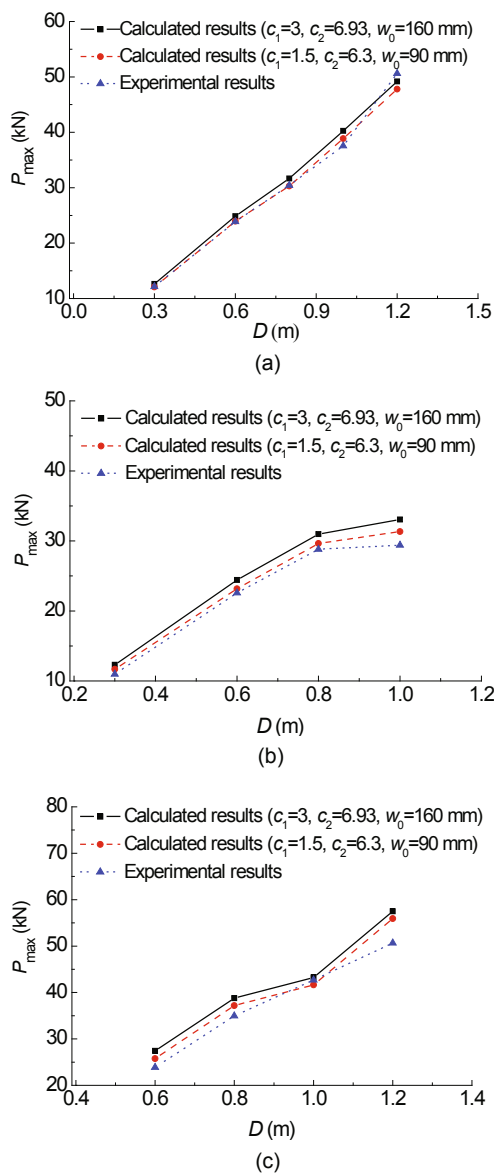 60
50
40
30
20
10
P_max (kN)
Calculated results (c₁=3, c₂=6.93, w₀=160 mm)
Calculated results (c₁=1.5, c₂=6.3, w₀=90 mm)
Experimental results
0.0 0.3 0.6 0.9 1.2 1.5
D (m)
(a)
50
40
30
20
10
P_max (kN)
Calculated results (c₁=3, c₂=6.93, w₀=160 mm)
Calculated results (c₁=1.5, c₂=6.3, w₀=90 mm)
Experimental results
0.2 0.4 0.6 0.8 1.0 1.2
D (m)
(b)
80
70
60
50
40
30
20
P_max (kN)
Calculated results (c₁=3, c₂=6.93, w₀=160 mm)
Calculated results (c₁=1.5, c₂=6.3, w₀=90 mm)
Experimental results
0.4 0.6 0.8 1.0 1.2 1.4
D (m)
(c)